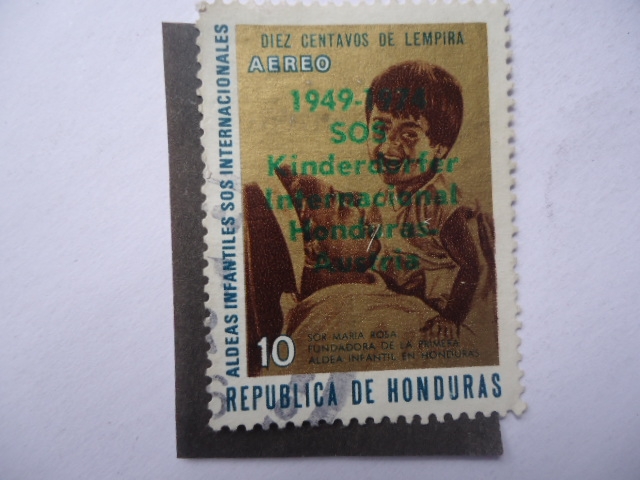 DIEZ CENTAVOS DE LEMPIRA
AEREO
ALDEAS INFANTILES SOS INTERNACIONALES
1949-1974
SOS
Kinderdorfer
Internacional
Honduras-
Austria
10
SOR MARIA ROSA
FUNDADORA DE LA PRIMERA
ALDEA INFANTIL EN HONDURAS
REPUBLICA DE HONDURAS